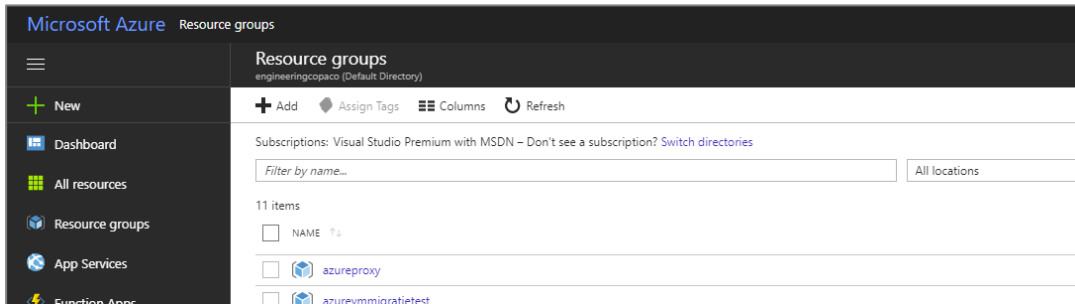 Microsoft Azure Resource groups
Resource groups
engineeringcopaco (Default Directory)
New
Add Assign Tags Columns Refresh
Dashboard
Subscriptions: Visual Studio Premium with MSDN – Don't see a subscription? Switch directories
Filter by name... All locations
All resources
11 items
Resource groups
NAME
App Services
azureproxy
Function Apps
azurevmmigratietest